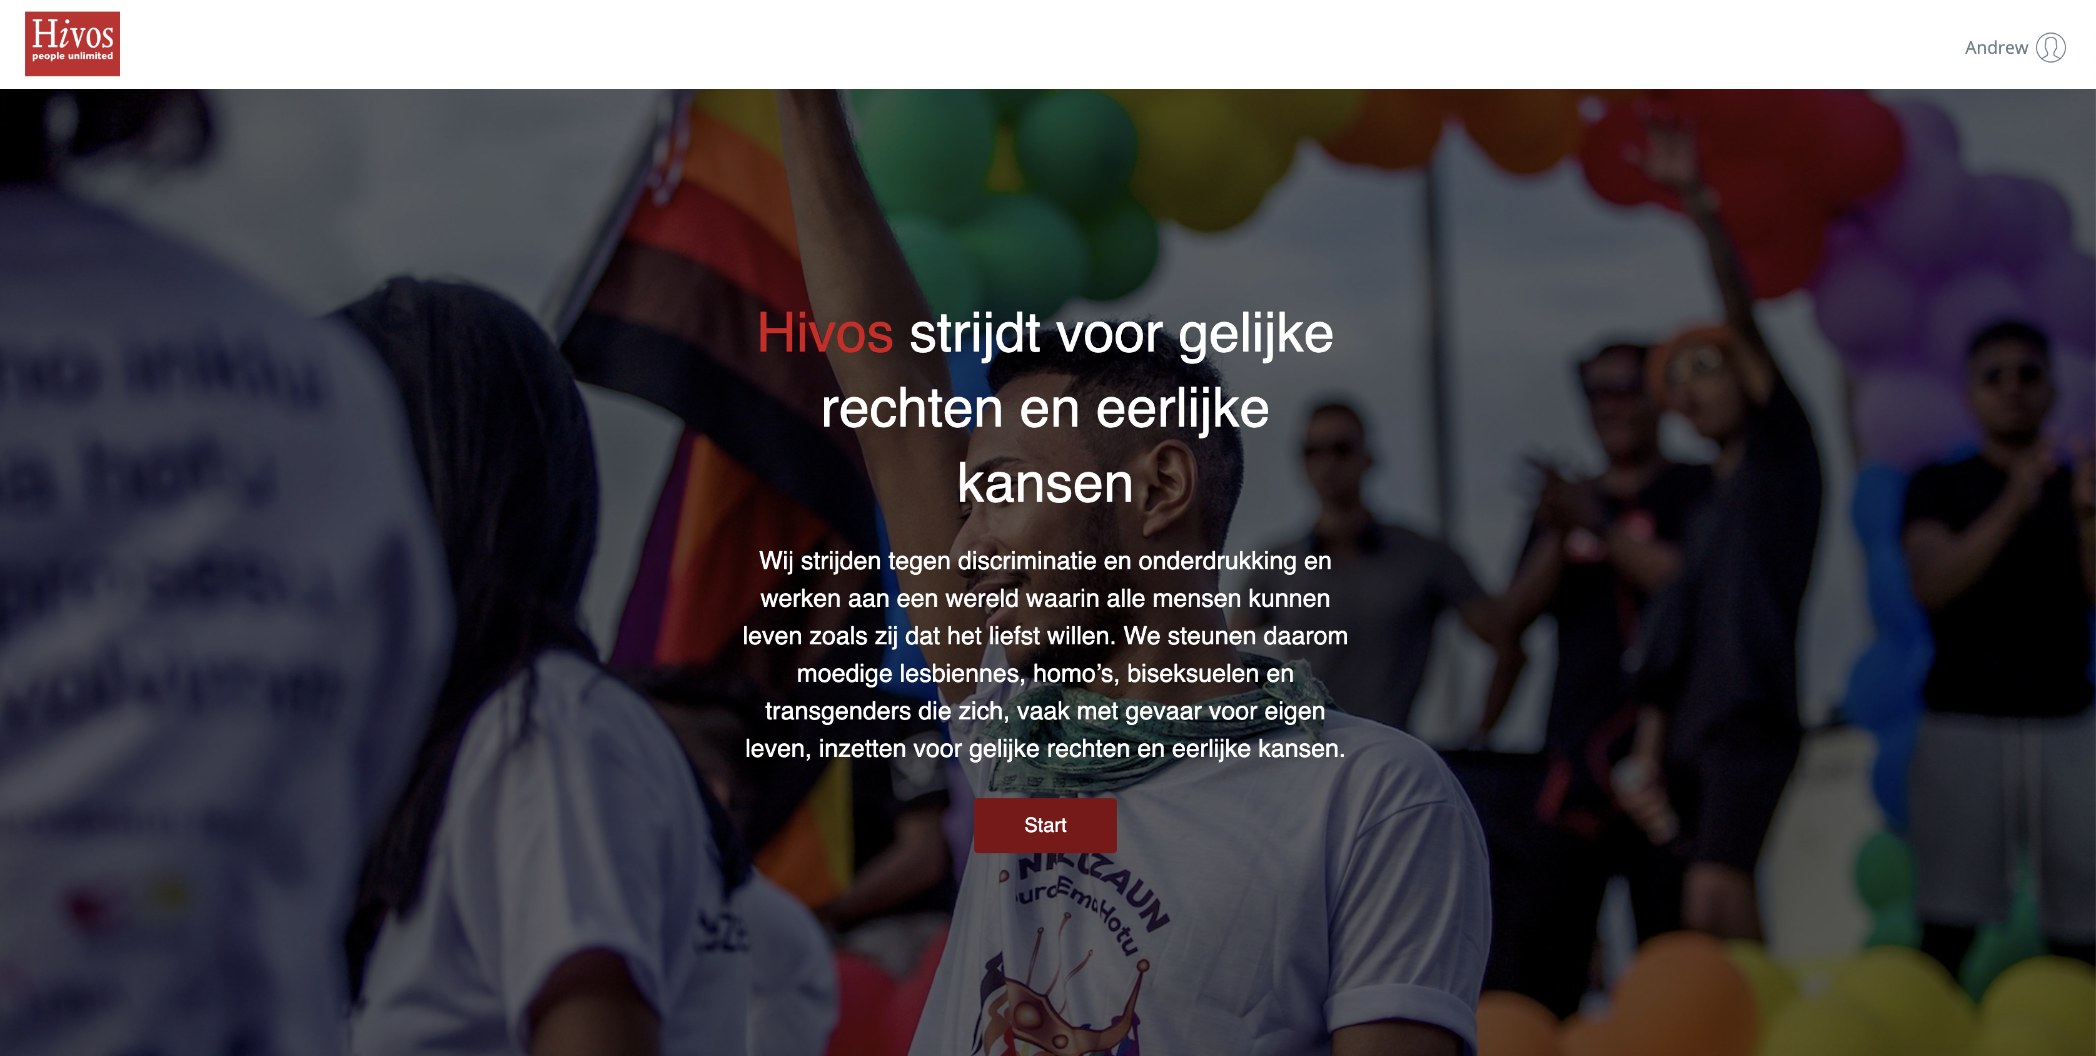 Hivos
people unlimited
Andrew
Hivos strijdt voor gelijke
rechten en eerlijke
kansen
Wij strijden tegen discriminatie en onderdrukking en
werken aan een wereld waarin alle mensen kunnen
leven zoals zij dat het liefst willen. We steunen daarom
moedige lesbiennes, homo’s, biseksuelen en
transgenders die zich, vaak met gevaar voor eigen
leven, inzetten voor gelijke rechten en eerlijke kansen.
Start
Ema Hotu